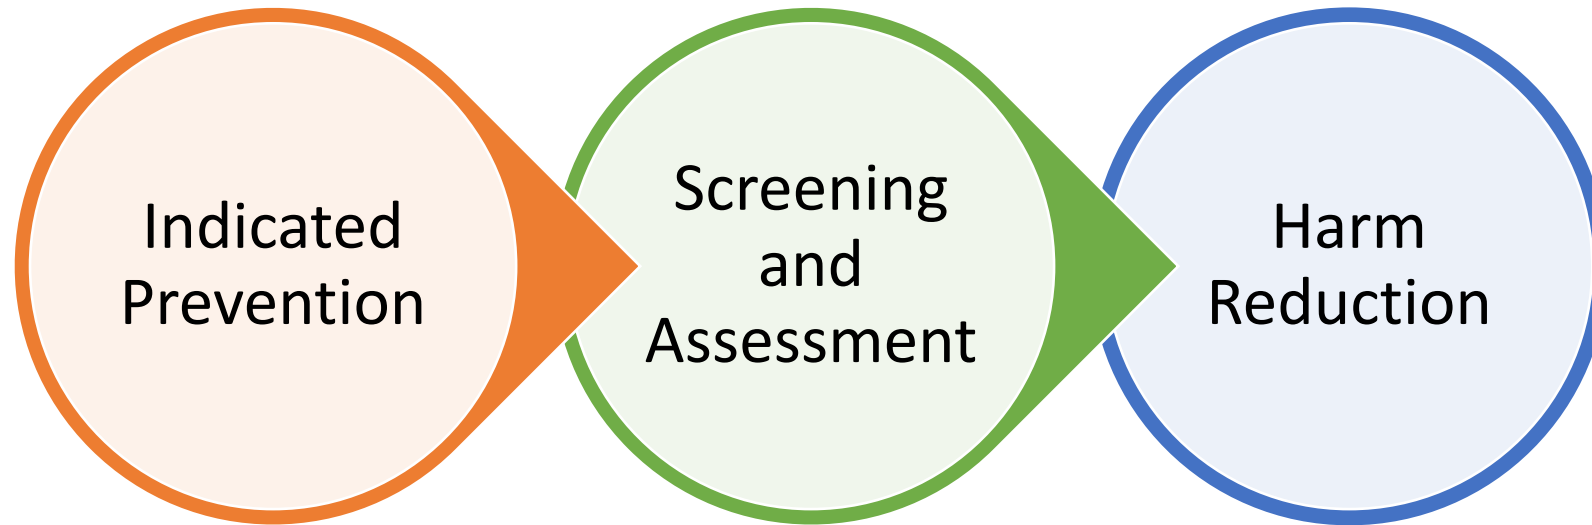 Indicated
Prevention
Screening
and
Assessment
Harm
Reduction